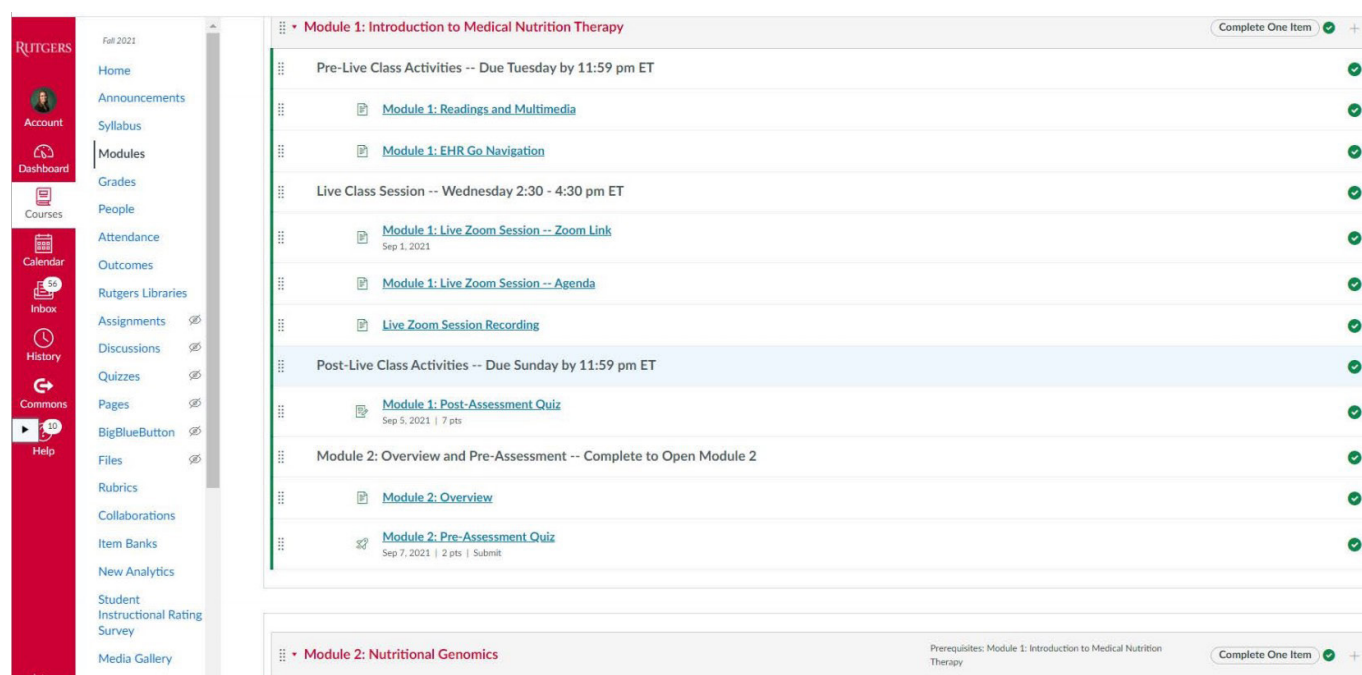 RUTGERS
Account
Dashboard
Courses
Calendar
56
Inbox
History
Commons
10
Help
Fall 2021
Home
Announcements
Syllabus
Modules
Grades
People
Attendance
Outcomes
Rutgers Libraries
Assignments
Discussions
Quizzes
Pages
BigBlueButton
Files
Rubrics
Collaborations
Item Banks
New Analytics
Student
Instructional Rating
Survey
Media Gallery
Module 1: Introduction to Medical Nutrition Therapy
Complete One Item
Pre-Live Class Activities -- Due Tuesday by 11:59 pm ET
Module 1: Readings and Multimedia
Module 1: EHR Go Navigation
Live Class Session -- Wednesday 2:30 - 4:30 pm ET
Module 1: Live Zoom Session -- Zoom Link
Sep 1, 2021
Module 1: Live Zoom Session -- Agenda
Live Zoom Session Recording
Post-Live Class Activities -- Due Sunday by 11:59 pm ET
Module 1: Post-Assessment Quiz
Sep 5, 2021 | 7 pts
Module 2: Overview and Pre-Assessment -- Complete to Open Module 2
Module 2: Overview
Module 2: Pre-Assessment Quiz
Sep 7, 2021 | 2 pts | Submit
Module 2: Nutritional Genomics
Prerequisites: Module 1: Introduction to Medical Nutrition
Therapy
Complete One Item